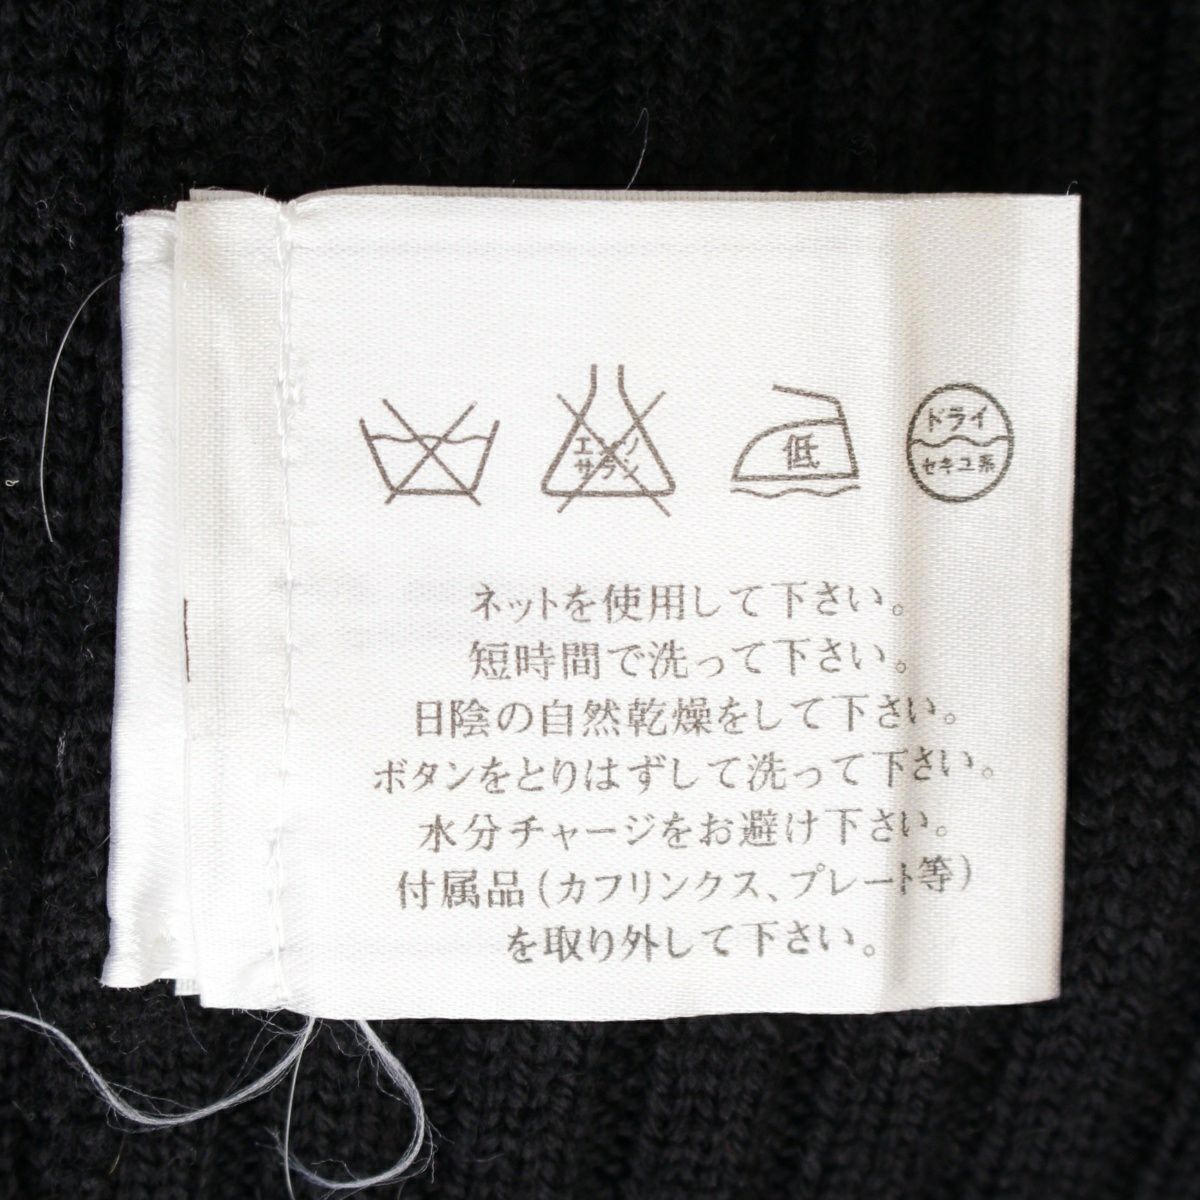 エンソ
サラシ
低
ドライ
セキユ系
ネットを使用して下さい。
短時間で洗って下さい。
日陰の自然乾燥をして下さい。
ボタンをとりはずして洗って下さい。
水分チャージをお避け下さい。
付属品(カフリンクス、プレート等)
を取り外して下さい。